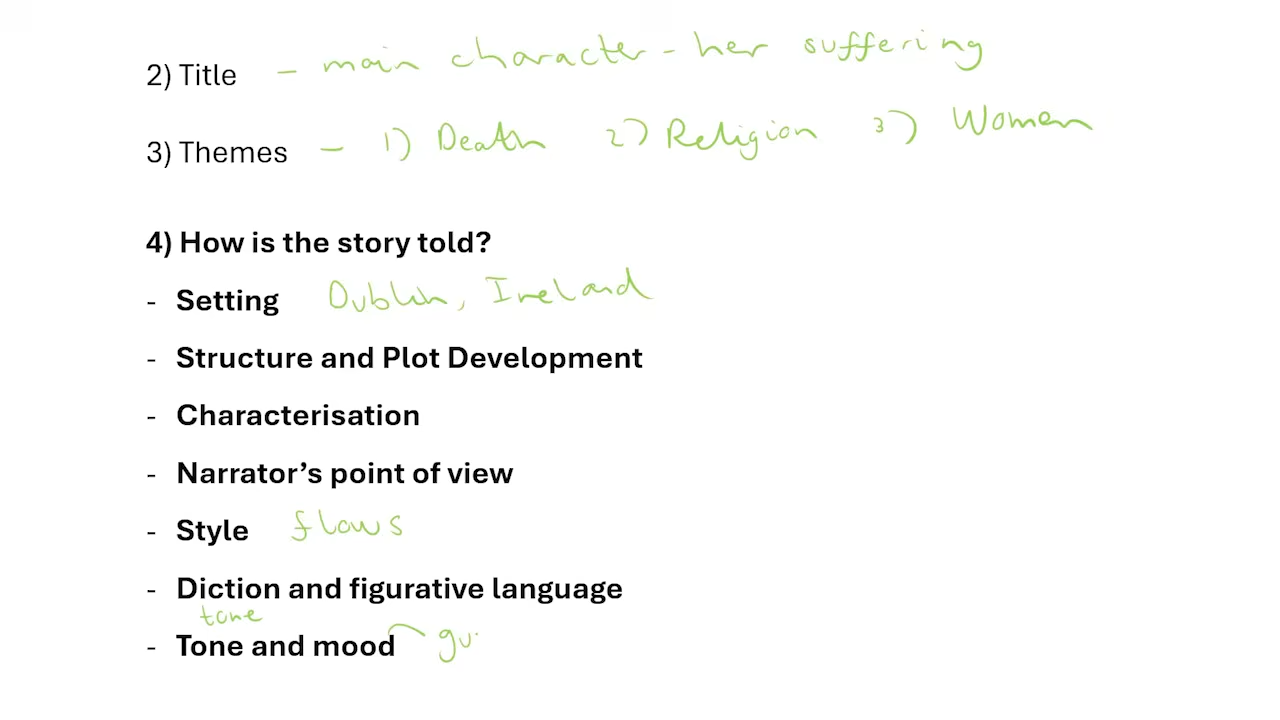 2) Title - main character - her suffering
3) Themes - 1) Death 2) Religion 3) Women
4) How is the story told?
- Setting Dublin, Ireland
- Structure and Plot Development
- Characterisation
- Narrator's point of view
- Style flows
- Diction and figurative language
tone
- Tone and mood